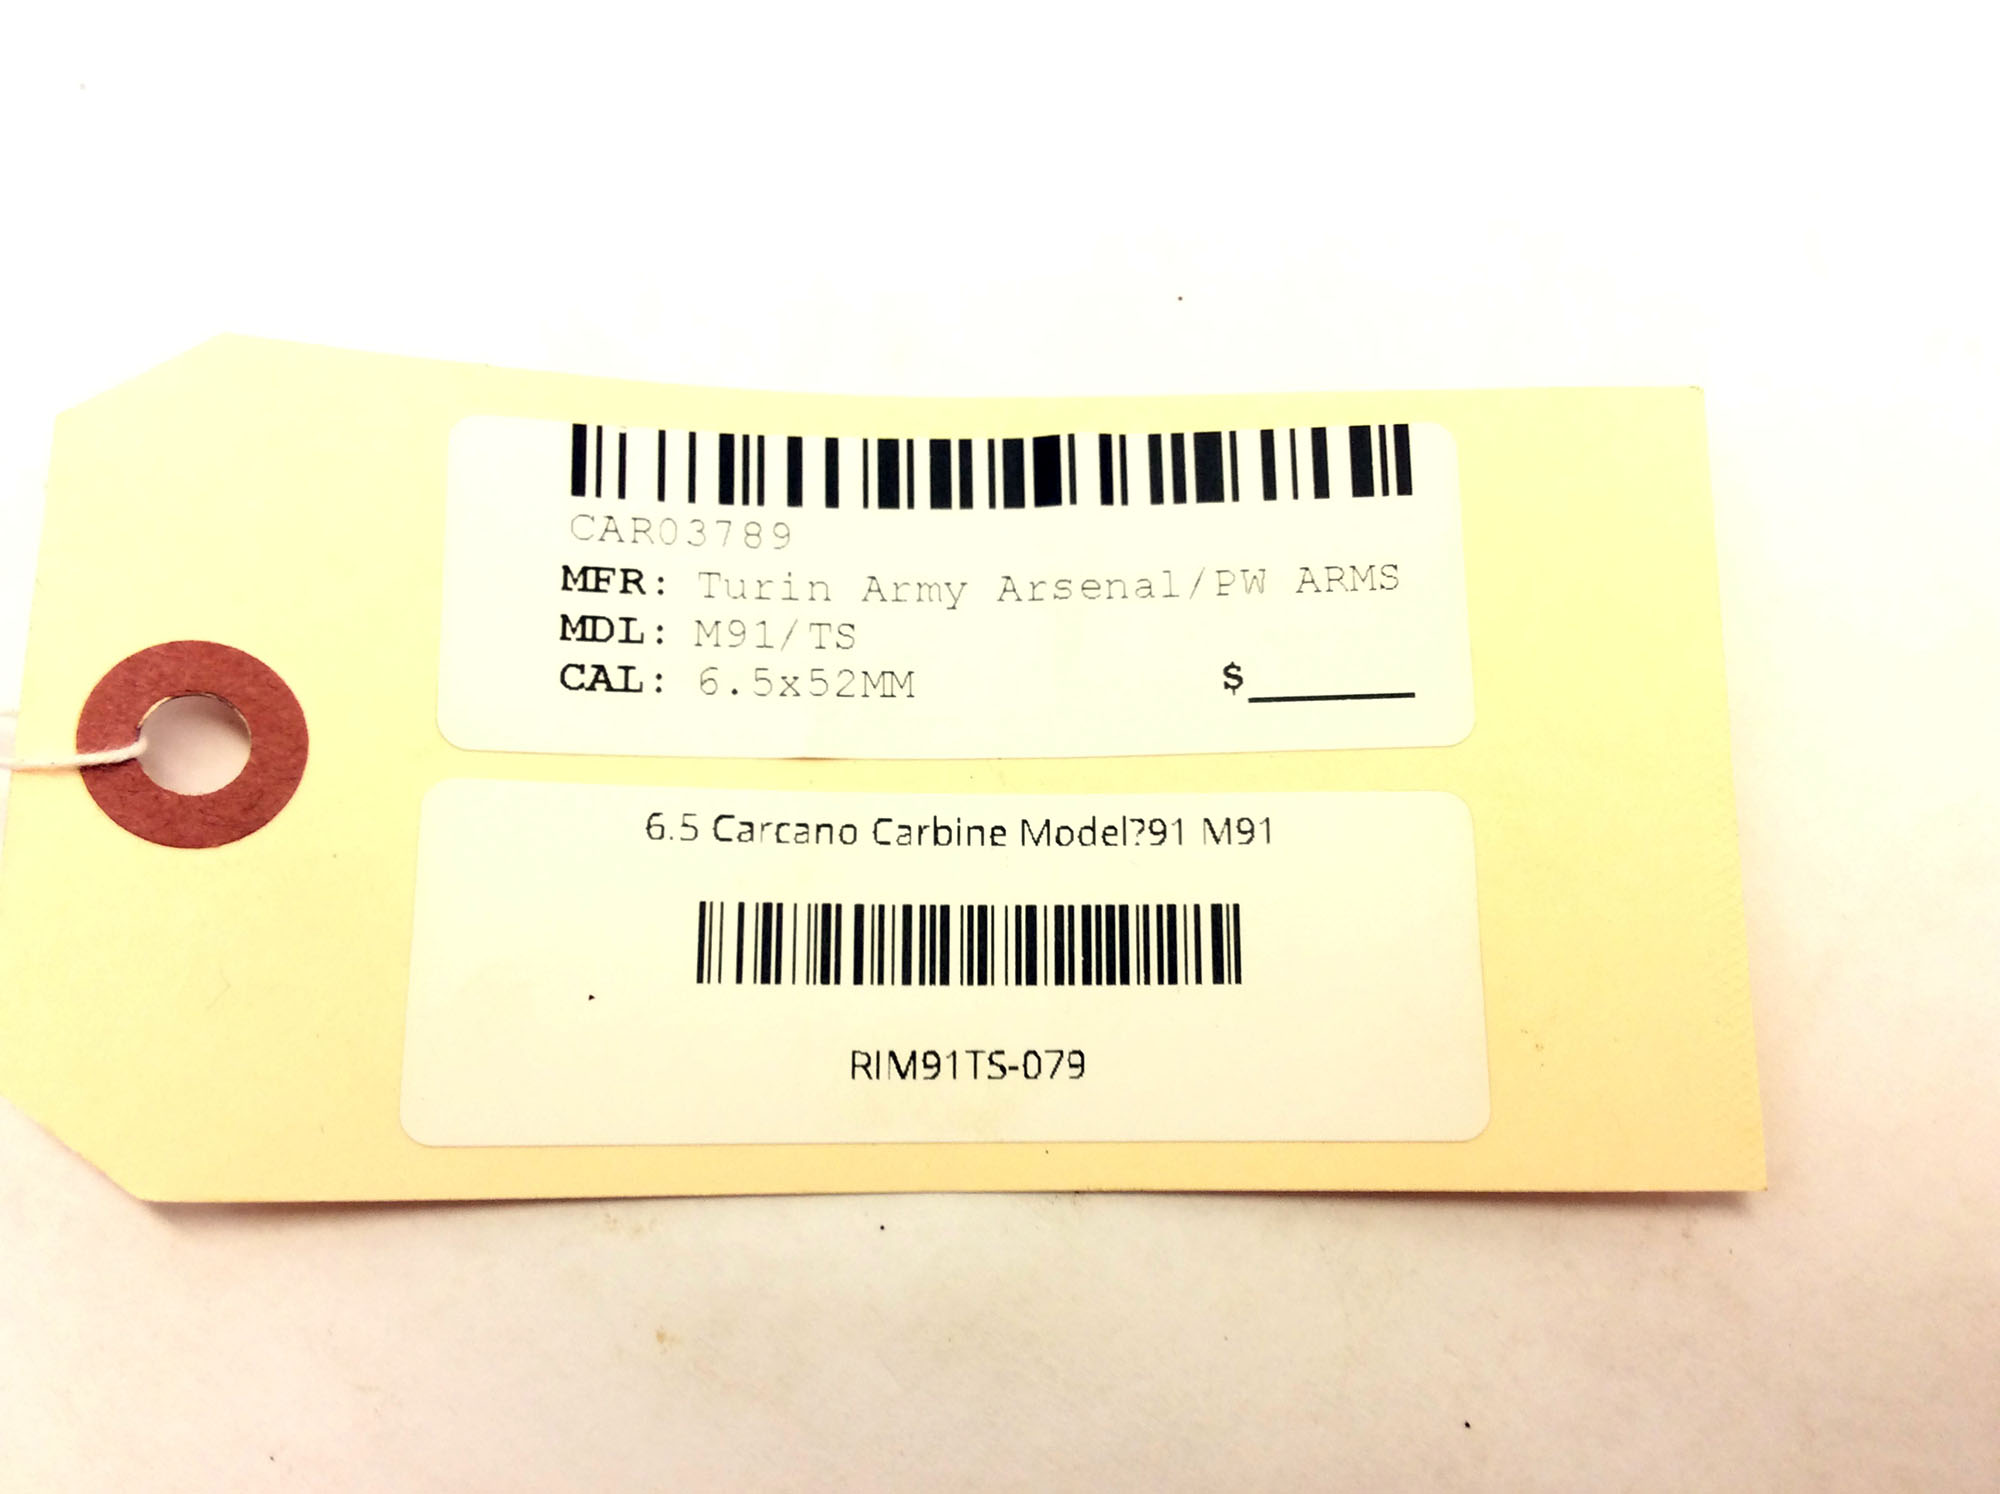 CAR03789
MFR: Turin Army Arsenal/PW ARMS
MDL: M91/TS
CAL: 6.5x52MM $
6.5 Carcano Carbine Model?91 M91
RIM91TS-079